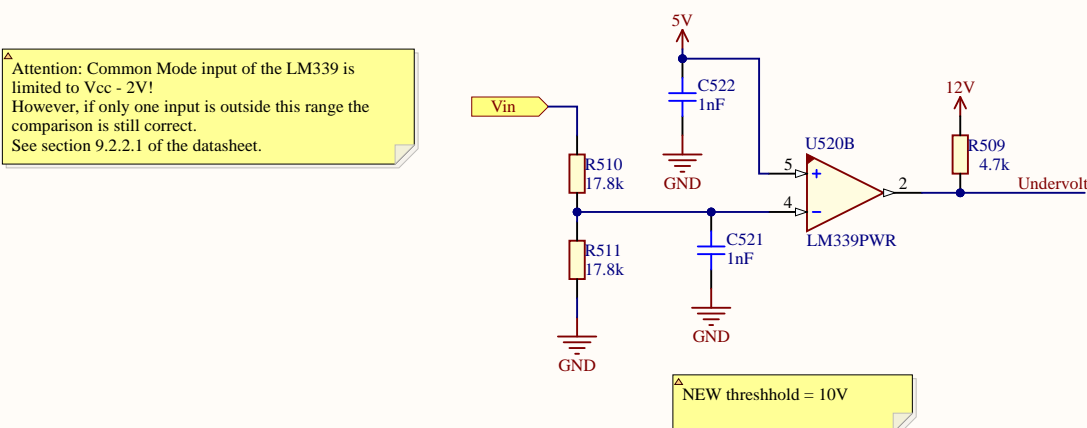 5V
Attention: Common Mode input of the LM339 is
limited to Vcc - 2V!
However, if only one input is outside this range the
comparison is still correct.
See section 9.2.2.1 of the datasheet.
C522
1nF
12V
Vin
U520B
R509
4.7k
R510
17.8k
GND
5
+
2
Undervolt
4
−
LM339PWR
R511
17.8k
C521
1nF
GND
GND
NEW threshhold = 10V